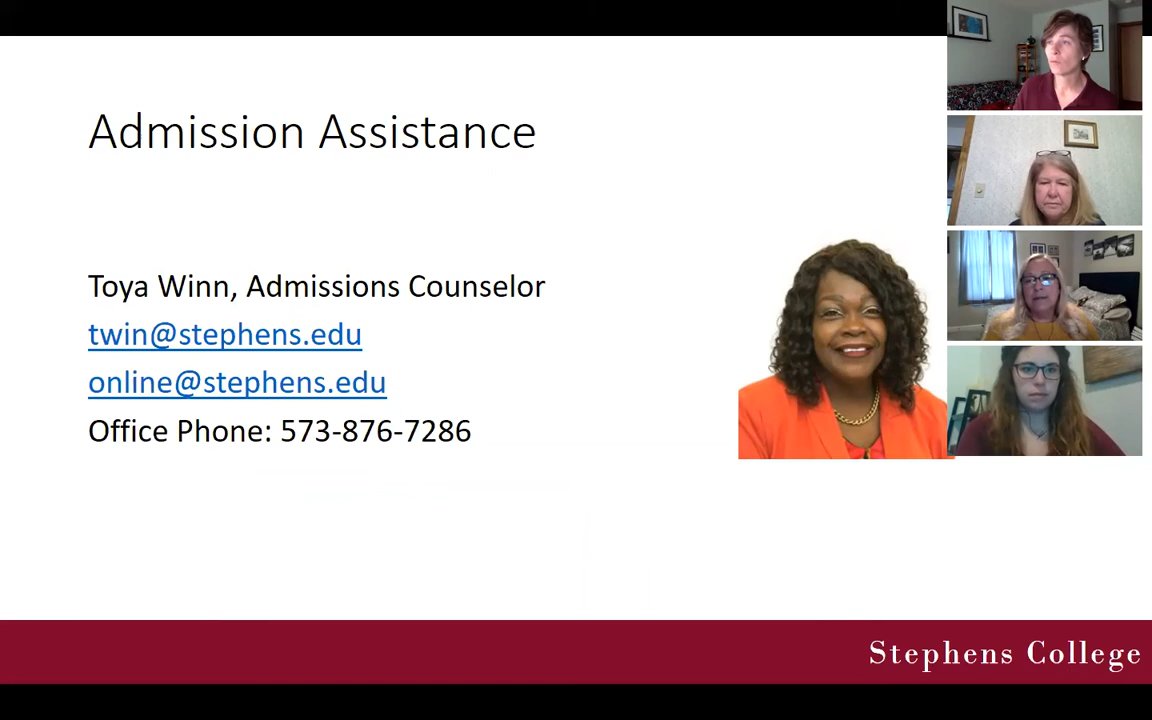 Admission Assistance
Toya Winn, Admissions Counselor
twin@stephens.edu
online@stephens.edu
Office Phone: 573-876-7286
Stephens College